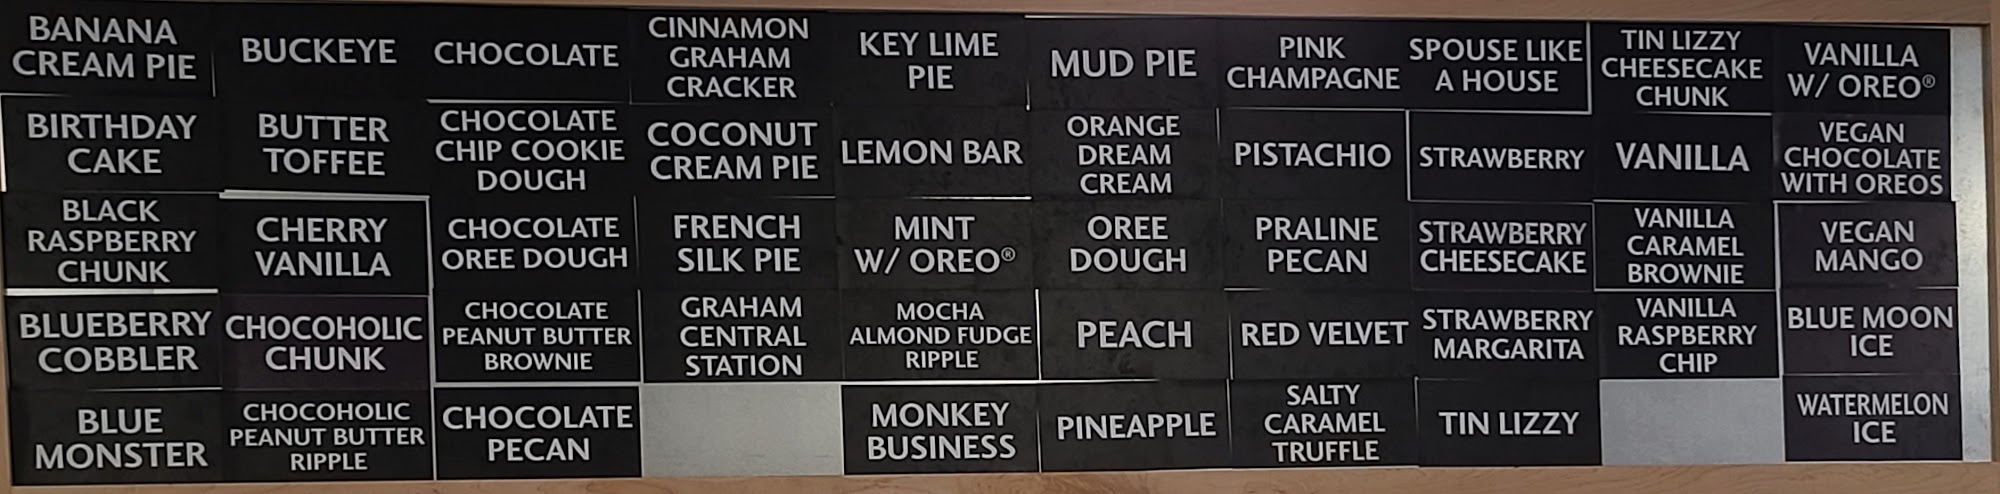 BANANA
CREAM PIE
BIRTHDAY
CAKE
BLACK
RASPBERRY
CHUNK
BLUEBERRY
COBBLER
BLUE
MONSTER
BUCKEYE
BUTTER
TOFFEE
CHERRY
VANILLA
CHOCOHOLIC
CHUNK
CHOCOHOLIC
PEANUT BUTTER
RIPPLE
CHOCOLATE
CHOCOLATE
CHIP COOKIE
DOUGH
CHOCOLATE
OREE DOUGH
CHOCOLATE
PEANUT BUTTER
BROWNIE
CHOCOLATE
PECAN
CINNAMON
GRAHAM
CRACKER
COCONUT
CREAM PIE
FRENCH
SILK PIE
GRAHAM
CENTRAL
STATION
KEY LIME
PIE
LEMON BAR
MINT
W/ OREO®
MOCHA
ALMOND FUDGE
RIPPLE
MONKEY
BUSINESS
MUD PIE
ORANGE
DREAM
CREAM
OREE
DOUGH
PEACH
PINEAPPLE
PINK
CHAMPAGNE
PISTACHIO
PRALINE
PECAN
RED VELVET
SALTY
CARAMEL
TRUFFLE
SPOUSE LIKE
A HOUSE
STRAWBERRY
STRAWBERRY
CHEESECAKE
STRAWBERRY
MARGARITA
TIN LIZZY
TIN LIZZY
CHEESECAKE
CHUNK
VANILLA
VANILLA
CARAMEL
BROWNIE
VANILLA
RASPBERRY
CHIP
VANILLA
W/ OREO®
VEGAN
CHOCOLATE
WITH OREOS
VEGAN
MANGO
BLUE MOON
ICE
WATERMELON
ICE